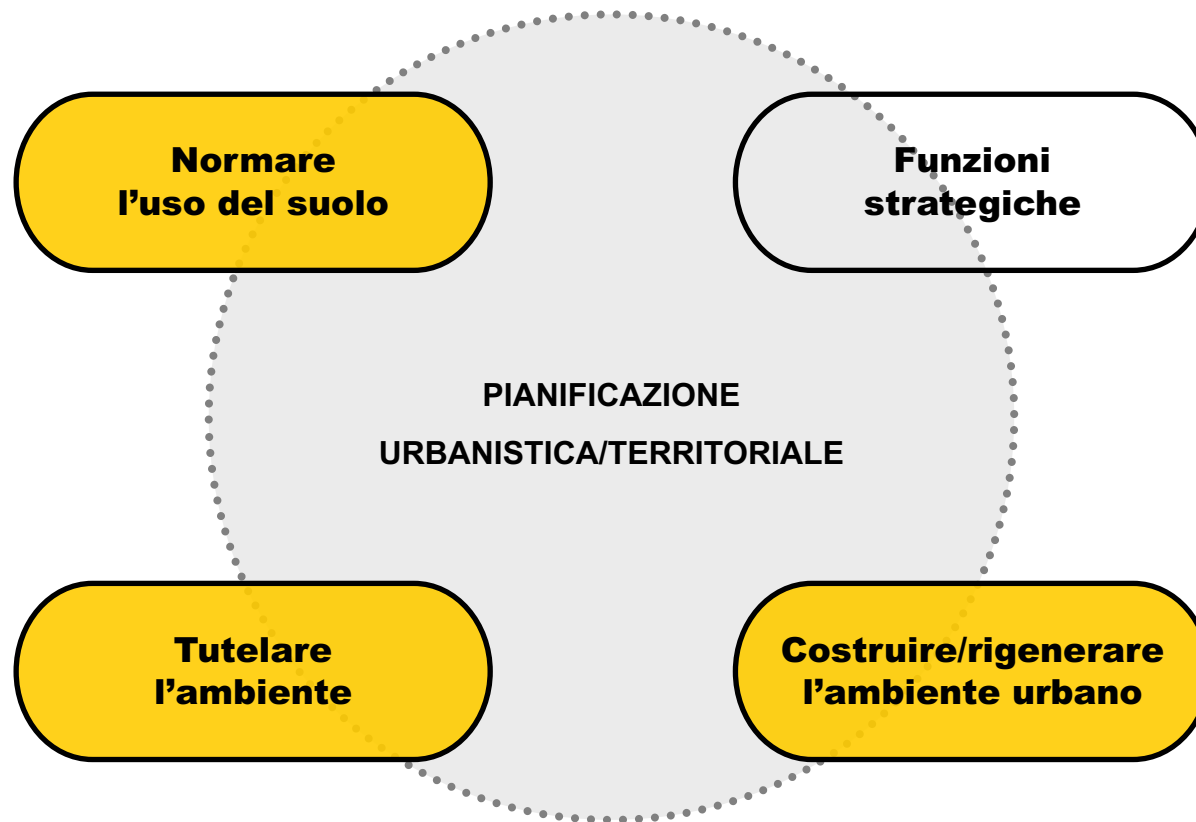 Normare
l’uso del suolo
Funzioni
strategiche
PIANIFICAZIONE
URBANISTICA/TERRITORIALE
Tutelare
l’ambiente
Costruire/rigenerare
l’ambiente urbano